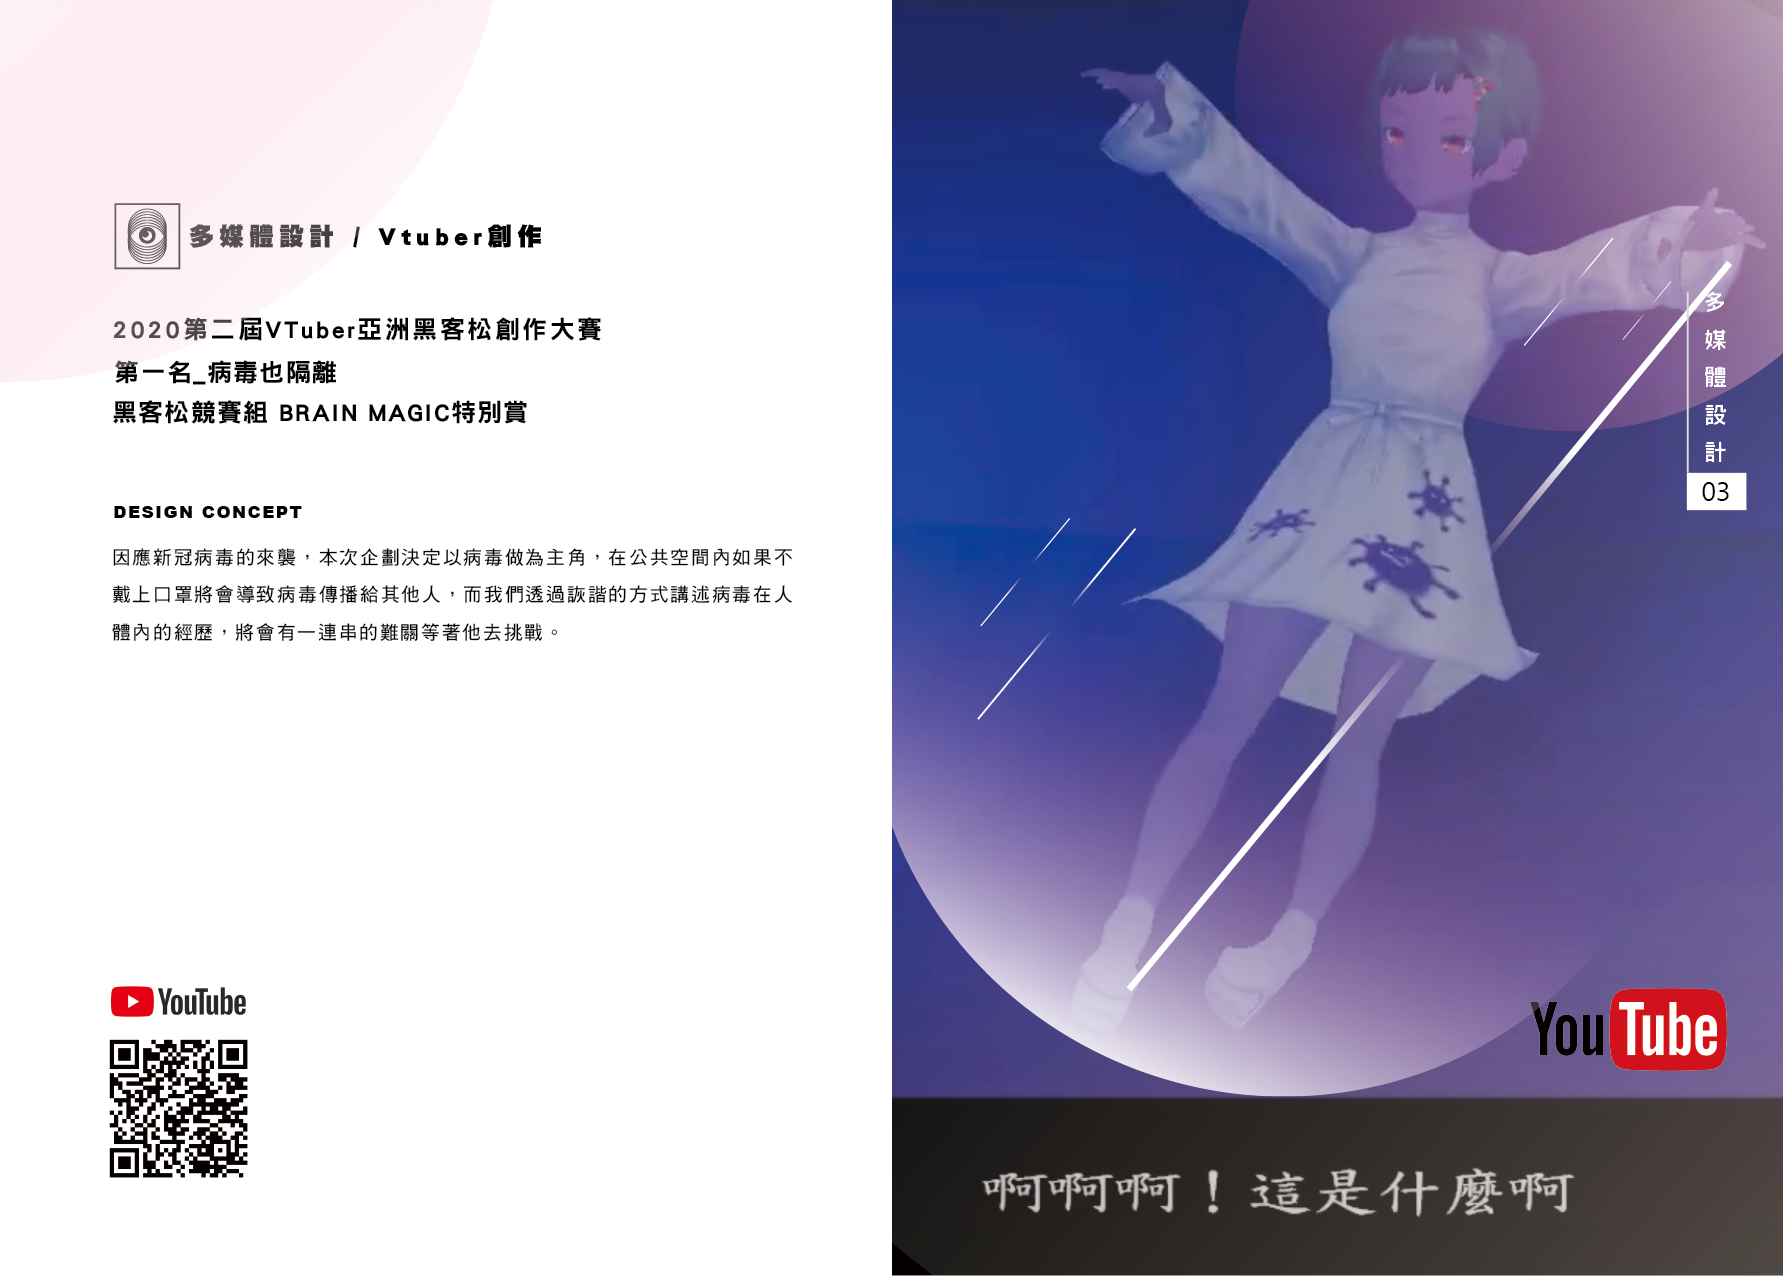 多媒體設計 / Vtuber創作
2020第二屆VTuber亞洲黑客松創作大賽
第一名_病毒也隔離
黑客松競賽組 BRAIN MAGIC特別賞
DESIGN CONCEPT
因應新冠病毒的來襲，本次企劃決定以病毒做為主角，在公共空間內如果不
戴上口罩將會導致病毒傳播給其他人，而我們透過詼諧的方式講述病毒在人
體內的經歷，將會有一連串的難關等著他去挑戰。
YouTube
多媒體設計
03
YouTube
啊啊啊！這是什麼啊